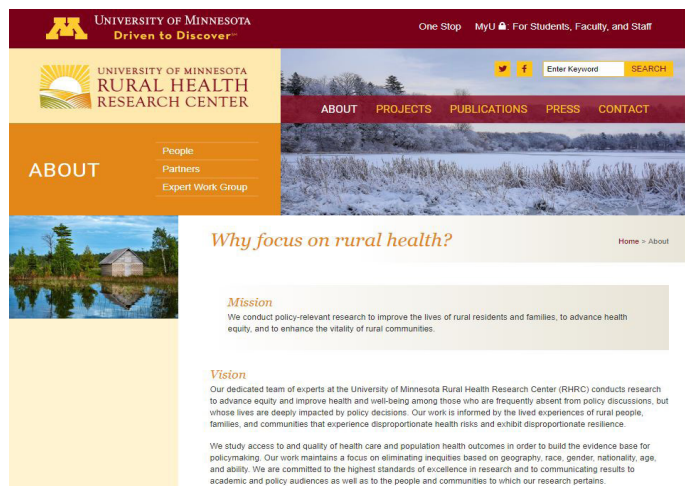 UNIVERSITY OF MINNESOTA
Driven to Discover℠
One Stop MyU : For Students, Faculty, and Staff
UNIVERSITY OF MINNESOTA
RURAL HEALTH
RESEARCH CENTER
Enter Keyword SEARCH
ABOUT PROJECTS PUBLICATIONS PRESS CONTACT
ABOUT
People
Partners
Expert Work Group
Why focus on rural health?
Home > About
Mission
We conduct policy-relevant research to improve the lives of rural residents and families, to advance health
equity, and to enhance the vitality of rural communities.
Vision
Our dedicated team of experts at the University of Minnesota Rural Health Research Center (RHRC) conducts research
to advance equity and improve health and well-being among those who are frequently absent from policy discussions, but
whose lives are deeply impacted by policy decisions. Our work is informed by the lived experiences of rural people,
families, and communities that experience disproportionate health risks and exhibit disproportionate resilience.
We study access to and quality of health care and population health outcomes in order to build the evidence base for
policymaking. Our work maintains a focus on eliminating inequities based on geography, race, gender, nationality, age,
and ability. We are committed to the highest standards of excellence in research and to communicating results to
academic and policy audiences as well as to the people and communities to which our research pertains.